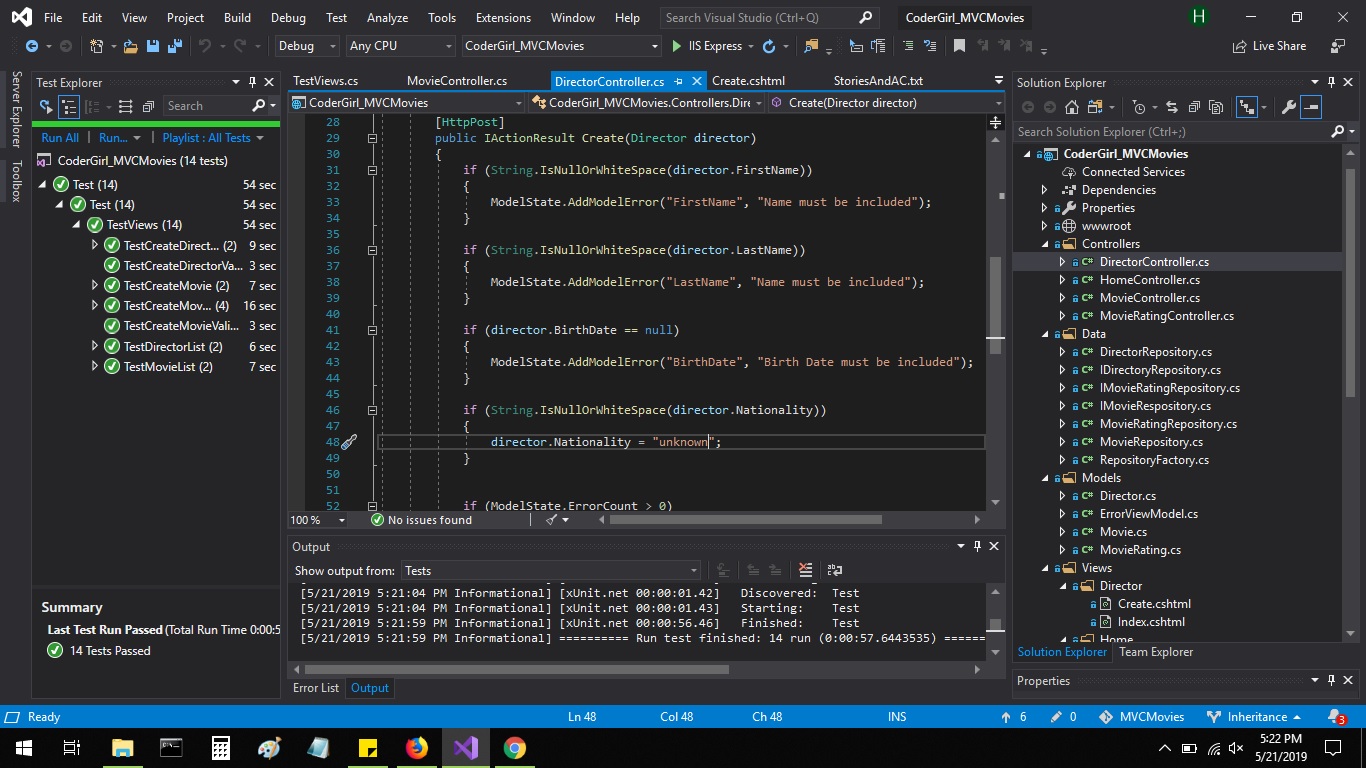 File Edit View Project Build Debug Test Analyze Tools Extensions Window Help Search Visual Studio (Ctrl+Q) CoderGirl_MVCMovies H
Debug Any CPU CoderGirl_MVCMovies IIS Express Live Share
Server Explorer
Toolbox
Test Explorer
Search
Run All | Run... | Playlist : All Tests
CoderGirl_MVCMovies (14 tests)
Test (14) 54 sec
Test (14) 54 sec
TestViews (14) 54 sec
TestCreateDirect... (2) 9 sec
TestCreateDirectorVa... 3 sec
TestCreateMovie (2) 7 sec
TestCreateMov... (4) 16 sec
TestCreateMovieVali... 3 sec
TestDirectorList (2) 6 sec
TestMovieList (2) 7 sec
Summary
Last Test Run Passed (Total Run Time 0:00:5
14 Tests Passed
TestViews.cs MovieController.cs DirectorController.cs Create.cshtml StoriesAndAC.txt
CoderGirl_MVCMovies CoderGirl_MVCMovies.Controllers.Dire Create(Director director)
28 [HttpPost]
29 public IActionResult Create(Director director)
30 {
31 if (String.IsNullOrWhiteSpace(director.FirstName))
32 {
33 ModelState.AddModelError("FirstName", "Name must be included");
34 }
35
36 if (String.IsNullOrWhiteSpace(director.LastName))
37 {
38 ModelState.AddModelError("LastName", "Name must be included");
39 }
40
41 if (director.BirthDate == null)
42 {
43 ModelState.AddModelError("BirthDate", "Birth Date must be included");
44 }
45
46 if (String.IsNullOrWhiteSpace(director.Nationality))
47 {
48 director.Nationality = "unknown";
49 }
50
51
52 if (ModelState.ErrorCount > 0)
100 % No issues found
Output
Show output from: Tests
[5/21/2019 5:21:04 PM Informational] [xUnit.net 00:00:01.42] Discovered: Test
[5/21/2019 5:21:04 PM Informational] [xUnit.net 00:00:01.43] Starting: Test
[5/21/2019 5:21:59 PM Informational] [xUnit.net 00:00:56.46] Finished: Test
[5/21/2019 5:21:59 PM Informational] ========== Run test finished: 14 run (0:00:57.6443535) ======
Error List Output
Solution Explorer
Search Solution Explorer (Ctrl+;)
CoderGirl_MVCMovies
Connected Services
Dependencies
Properties
wwwroot
Controllers
C# DirectorController.cs
C# HomeController.cs
C# MovieController.cs
C# MovieRatingController.cs
Data
C# DirectorRepository.cs
C# IDirectoryRepository.cs
C# IMovieRatingRepository.cs
C# IMovieRespository.cs
C# MovieRatingRepository.cs
C# MovieRepository.cs
C# RepositoryFactory.cs
Models
C# Director.cs
C# ErrorViewModel.cs
C# Movie.cs
C# MovieRating.cs
Views
Director
Create.cshtml
Index.cshtml
Home
Solution Explorer Team Explorer
Properties
Ready Ln 48 Col 48 Ch 48 INS 6 0 MVCMovies Inheritance 3
5:22 PM
5/21/2019